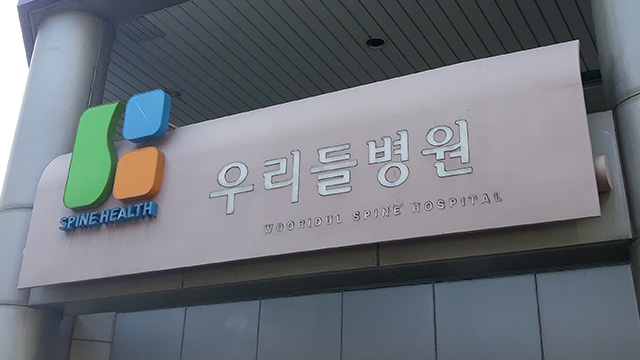 SPINE HEALTH
우리들병원
WOORIDUL SPINE HOSPITAL